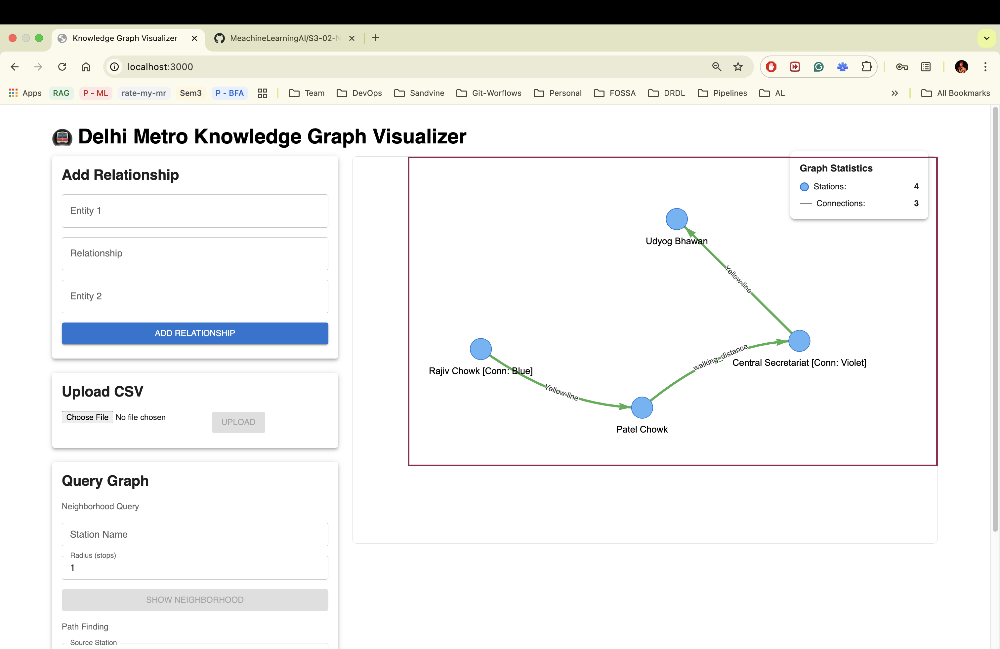 Knowledge Graph Visualizer
MeachineLearningAI/S3-02-N
localhost:3000
Apps
RAG
P - ML
rate-my-mr
Sem3
P - BFA
Team
DevOps
Sandvine
Git-Worflows
Personal
FOSSA
DRDL
Pipelines
AL
All Bookmarks
Delhi Metro Knowledge Graph Visualizer
Add Relationship
Entity 1
Relationship
Entity 2
ADD RELATIONSHIP
Upload CSV
Choose File No file chosen
UPLOAD
Query Graph
Neighborhood Query
Station Name
Radius (stops)
1
SHOW NEIGHBORHOOD
Path Finding
Source Station
Graph Statistics
Stations: 4
Connections: 3
Udyog Bhawan
Yellow line
Central Secretariat [Conn: Violet]
walking_distance
Rajiv Chowk [Conn: Blue]
Yellow line
Patel Chowk